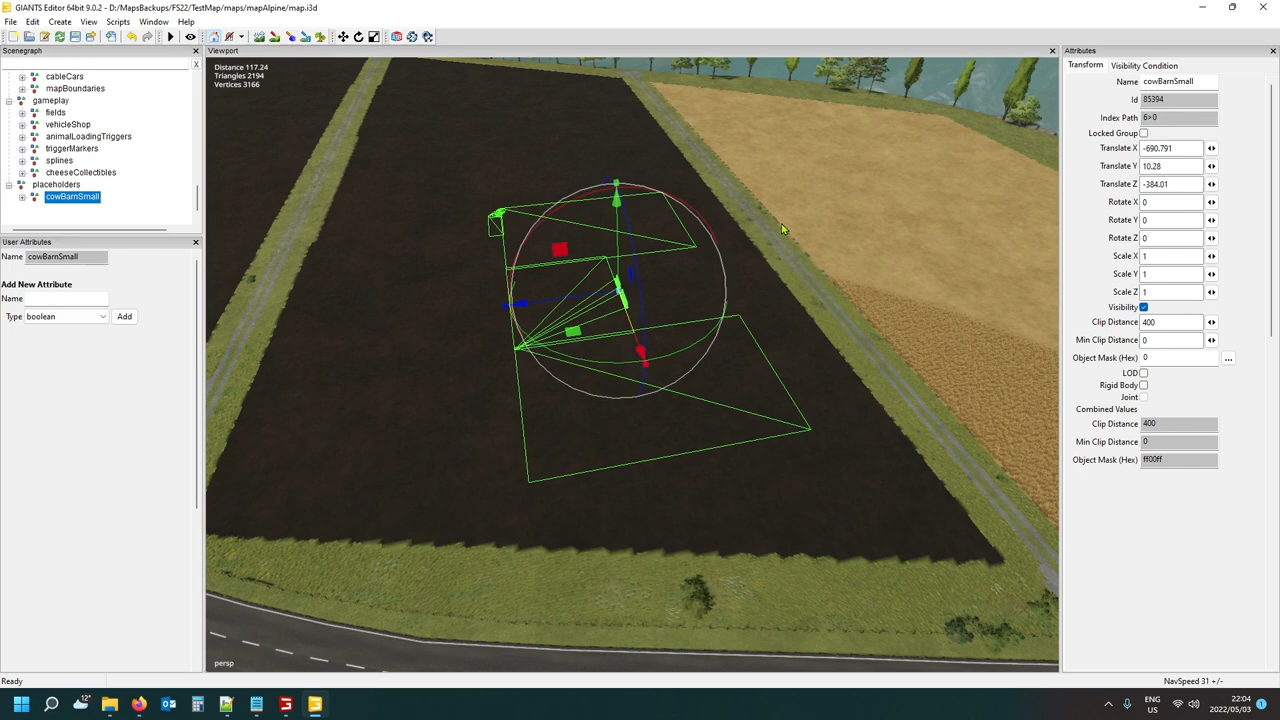 GIANTS Editor 64bit 9.0.2 - D:/MapsBackups/FS22/TestMap/maps/mapAlpine/map.i3d
File Edit Create View Scripts Window Help
Scenegraph
X
cableCars
mapBoundaries
gameplay
fields
vehicleShop
animalLoadingTriggers
triggerMarkers
splines
cheeseCollectibles
placeholders
cowBarnSmall
User Attributes
Name cowBarnSmall
Add New Attribute
Name
Type boolean Add
Viewport
Distance 117.24
Triangles 2194
Vertices 3166
persp
Attributes
Transform Visibility Condition
Name cowBarnSmall
Id 85394
Index Path 6>0
Locked Group
Translate X -690.791
Translate Y 10.28
Translate Z -384.01
Rotate X 0
Rotate Y 0
Rotate Z 0
Scale X 1
Scale Y 1
Scale Z 1
Visibility
Clip Distance 400
Min Clip Distance 0
Object Mask (Hex) 0 ...
LOD
Rigid Body
Joint
Combined Values
Clip Distance 400
Min Clip Distance 0
Object Mask (Hex) ff00ff
Ready
NavSpeed 31 +/-
12°
ENG
US
22:04
2022/05/03
1